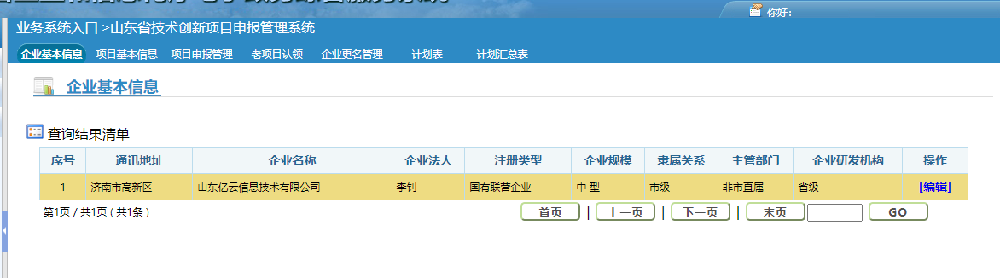 你好：
业务系统入口 >山东省技术创新项目申报管理系统
企业基本信息 项目基本信息 项目申报管理 老项目认领 企业更名管理 计划表 计划汇总表
企业基本信息
查询结果清单
序号 通讯地址 企业名称 企业法人 注册类型 企业规模 隶属关系 主管部门 企业研发机构 操作
1 济南市高新区 山东亿云信息技术有限公司 李钊 国有联营企业 中 型 市级 非市直属 省级 [编辑]
第1页 / 共1页 ( 共1条 ) 首页 | 上一页 | 下一页 | 末页 GO